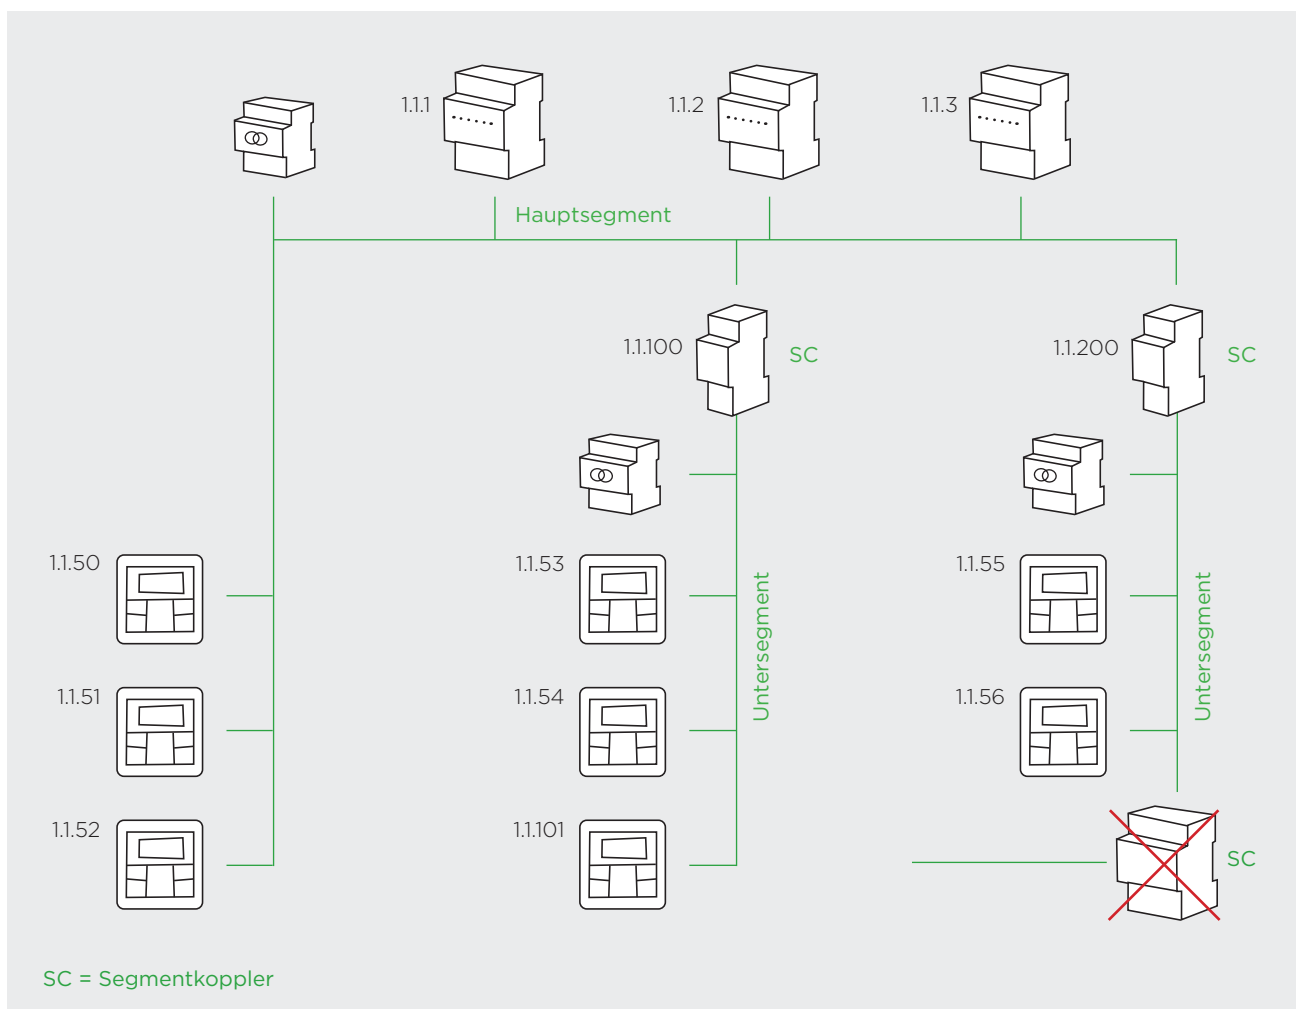 1.1.1
1.1.2
1.1.3
Hauptsegment
1.1.100
SC
1.1.200
SC
1.1.50
1.1.53
1.1.55
Untersegment
Untersegment
1.1.51
1.1.54
1.1.56
1.1.52
1.1.101
SC
SC = Segmentkoppler